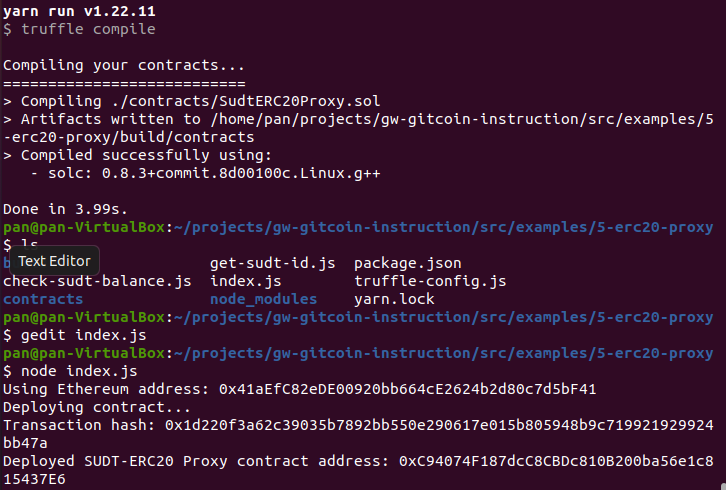 yarn run v1.22.11
$ truffle compile
Compiling your contracts...
===========================
> Compiling ./contracts/SudtERC20Proxy.sol
> Artifacts written to /home/pan/projects/gw-gitcoin-instruction/src/examples/5
-erc20-proxy/build/contracts
> Compiled successfully using:
   - solc: 0.8.3+commit.8d00100c.Linux.g++
Done in 3.99s.
pan@pan-VirtualBox:~/projects/gw-gitcoin-instruction/src/examples/5-erc20-proxy
$ ls
Text Editor get-sudt-id.js package.json
check-sudt-balance.js index.js truffle-config.js
contracts node_modules yarn.lock
pan@pan-VirtualBox:~/projects/gw-gitcoin-instruction/src/examples/5-erc20-proxy
$ gedit index.js
pan@pan-VirtualBox:~/projects/gw-gitcoin-instruction/src/examples/5-erc20-proxy
$ node index.js
Using Ethereum address: 0x41aEfC82eDE00920bb664cE2624b2d80c7d5bF41
Deploying contract...
Transaction hash: 0x1d220f3a62c39035b7892bb550e290617e015b805948b9c719921929924
bb47a
Deployed SUDT-ERC20 Proxy contract address: 0xC94074F187dcC8CBDc810B200ba56e1c8
15437E6